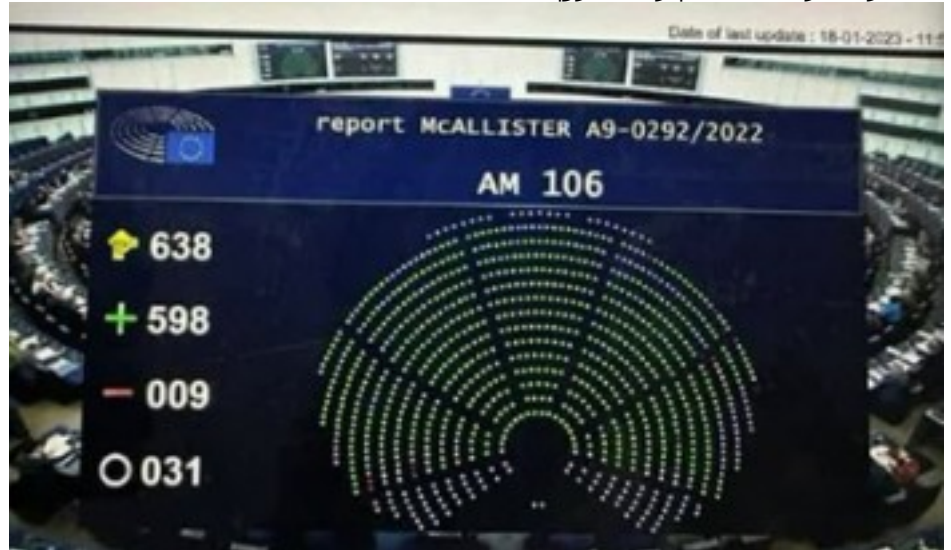 Date of last update : 18-01-2023 - 11:
report McALLISTER A9-0292/2022
AM 106
638
+ 598
- 009
O 031